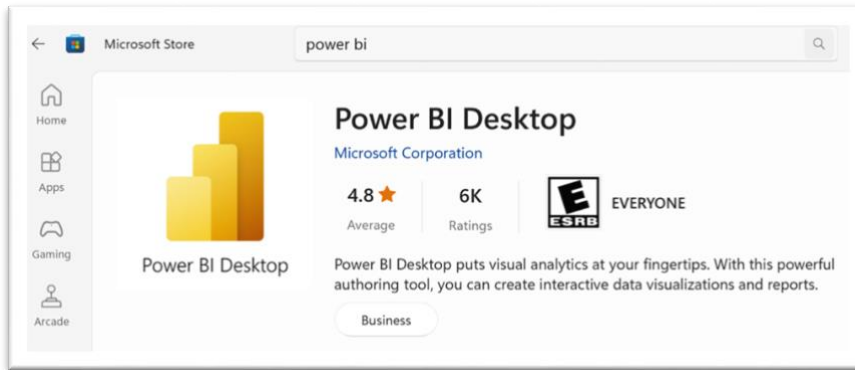 Microsoft Store
power bi
Home
Apps
Gaming
Arcade
Power BI Desktop
Power BI Desktop
Microsoft Corporation
4.8
6K
Average
Ratings
E
ESRB
EVERYONE
Power BI Desktop puts visual analytics at your fingertips. With this powerful
authoring tool, you can create interactive data visualizations and reports.
Business